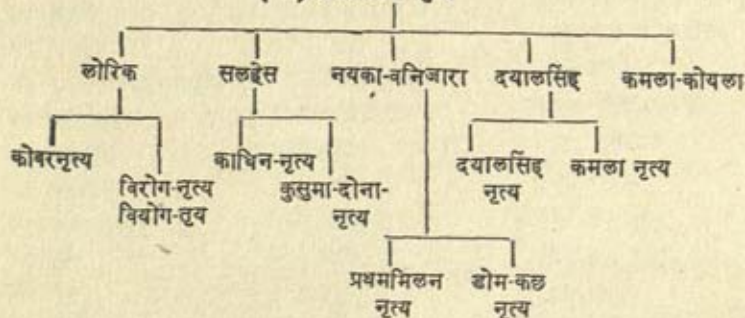 लोरिक सलहेस नयका-बनिजारा दयालसिंह कमला-कोयला
कोबरनृत्य काधिन-नृत्य दयालसिंह कमला नृत्य
विरोग-नृत्य कुसुमा-दोना- नृत्य
वियोग-तृय नृत्य
प्रथममिलन डोम-कछ
नृत्य नृत्य